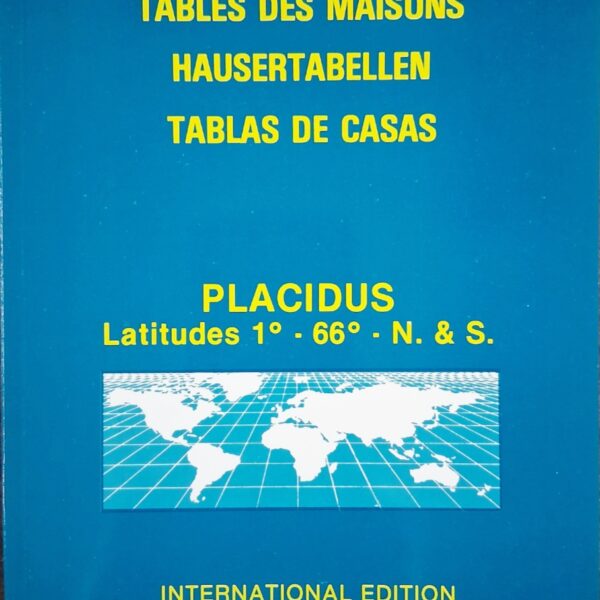 TABLES DES MAISONS
HAUSERTABELLEN
TABLAS DE CASAS
PLACIDUS
Latitudes 1° - 66° - N. & S.
INTERNATIONAL EDITION